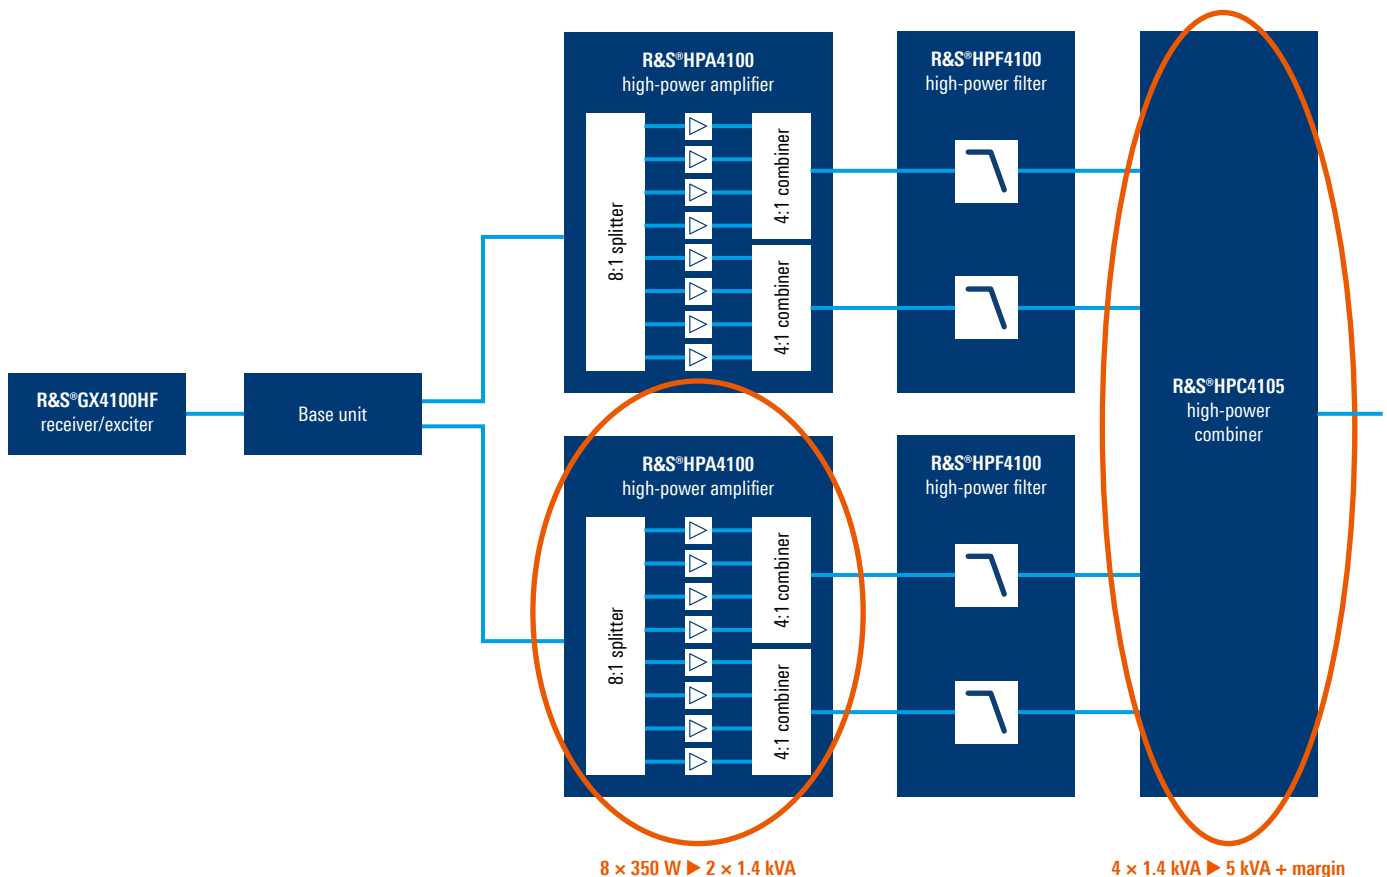 R&S®GX4100HF
receiver/exciter
Base unit
R&S®HPA4100
high-power amplifier
8:1 splitter
4:1 combiner
4:1 combiner
R&S®HPF4100
high-power filter
R&S®HPA4100
high-power amplifier
8:1 splitter
4:1 combiner
4:1 combiner
R&S®HPF4100
high-power filter
R&S®HPC4105
high-power
combiner
8 × 350 W ▶ 2 × 1.4 kVA
4 × 1.4 kVA ▶ 5 kVA + margin